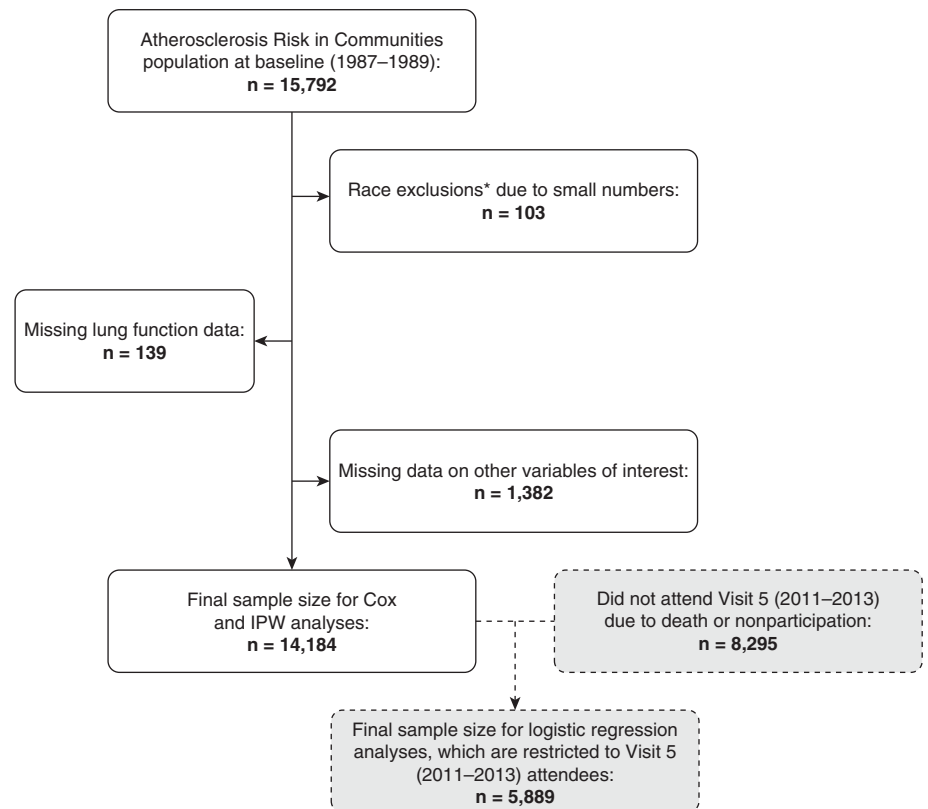 Atherosclerosis Risk in Communities
population at baseline (1987–1989):
n = 15,792
Race exclusions* due to small numbers:
n = 103
Missing lung function data:
n = 139
Missing data on other variables of interest:
n = 1,382
Final sample size for Cox
and IPW analyses:
n = 14,184
Did not attend Visit 5 (2011–2013)
due to death or nonparticipation:
n = 8,295
Final sample size for logistic regression
analyses, which are restricted to Visit 5
(2011–2013) attendees:
n = 5,889